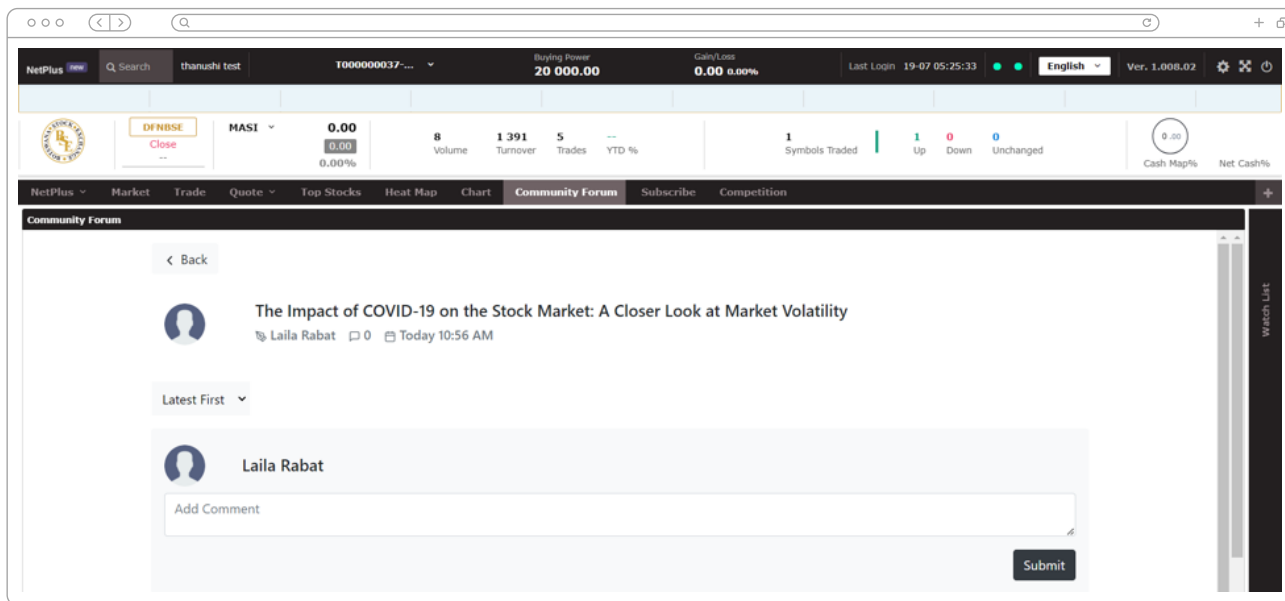 NetPlus new Search thanushi test T000000037-... Buying Power 20 000.00 Gain/Loss 0.00 0.00% Last Login 19-07 05:25:33 English Ver. 1.008.02
BOTSWANA STOCK EXCHANGE BSE
DFNBSE
Close
--
MASI
0.00
0.00
0.00%
8 1 391 5 -- 1 1 0 0
Volume Turnover Trades YTD % Symbols Traded Up Down Unchanged
0.00
Cash Map% Net Cash%
NetPlus Market Trade Quote Top Stocks Heat Map Chart Community Forum Subscribe Competition +
Community Forum
Watch List
Back
The Impact of COVID-19 on the Stock Market: A Closer Look at Market Volatility
Laila Rabat 0 Today 10:56 AM
Latest First
Laila Rabat
Add Comment
Submit